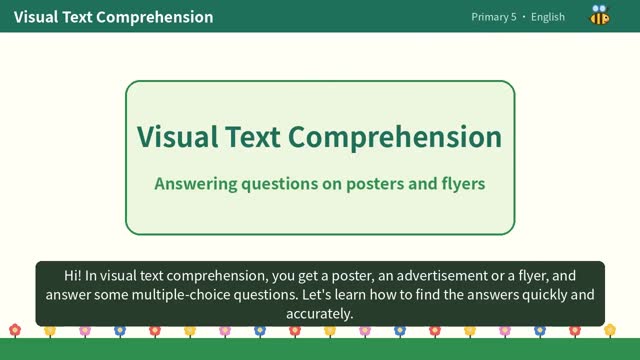 Visual Text Comprehension
Primary 5 • English
Visual Text Comprehension
Answering questions on posters and flyers
Hi! In visual text comprehension, you get a poster, an advertisement or a flyer, and
answer some multiple-choice questions. Let's learn how to find the answers quickly and
accurately.